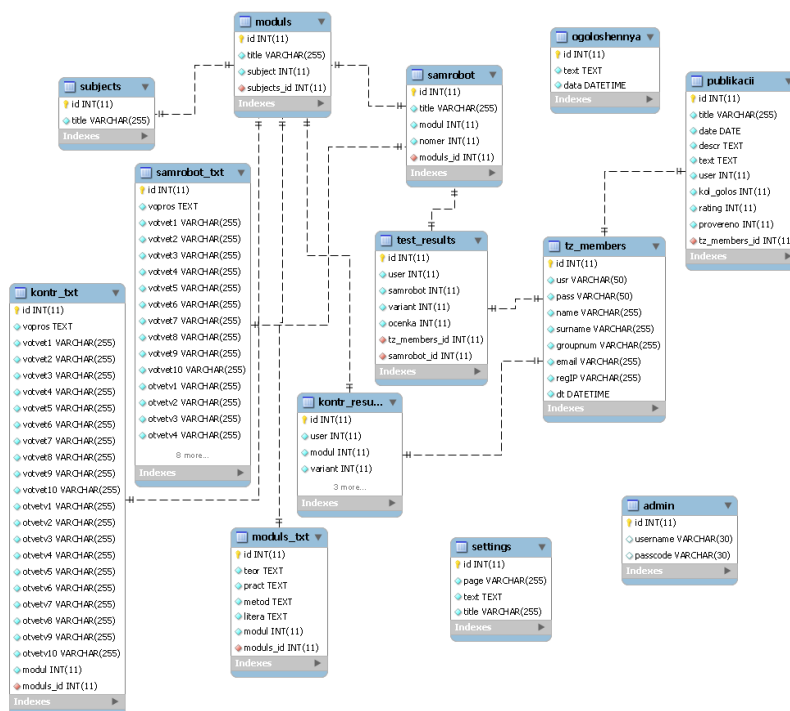 moduls
id INT(11)
title VARCHAR(255)
subject INT(11)
subjects_id INT(11)
Indexes
subjects
id INT(11)
title VARCHAR(255)
Indexes
samrobot
id INT(11)
title VARCHAR(255)
modul INT(11)
nomer INT(11)
moduls_id INT(11)
Indexes
ogoloshennya
id INT(11)
text TEXT
data DATETIME
Indexes
publikacii
id INT(11)
title VARCHAR(255)
date DATE
descr TEXT
text TEXT
user INT(11)
kol_golos INT(11)
rating INT(11)
provereno INT(11)
tz_members_id INT(11)
Indexes
samrobot_txt
id INT(11)
vopros TEXT
votvet1 VARCHAR(255)
votvet2 VARCHAR(255)
votvet3 VARCHAR(255)
votvet4 VARCHAR(255)
votvet5 VARCHAR(255)
votvet6 VARCHAR(255)
votvet7 VARCHAR(255)
votvet8 VARCHAR(255)
votvet9 VARCHAR(255)
votvet10 VARCHAR(255)
otvetv1 VARCHAR(255)
otvetv2 VARCHAR(255)
otvetv3 VARCHAR(255)
otvetv4 VARCHAR(255)
8 more...
Indexes
test_results
id INT(11)
user INT(11)
samrobot INT(11)
variant INT(11)
ocenka INT(11)
tz_members_id INT(11)
samrobot_id INT(11)
Indexes
tz_members
id INT(11)
usr VARCHAR(50)
pass VARCHAR(50)
name VARCHAR(255)
surname VARCHAR(255)
groupnum VARCHAR(255)
email VARCHAR(255)
regIP VARCHAR(255)
dt DATETIME
Indexes
kontr_txt
id INT(11)
vopros TEXT
votvet1 VARCHAR(255)
votvet2 VARCHAR(255)
votvet3 VARCHAR(255)
votvet4 VARCHAR(255)
votvet5 VARCHAR(255)
votvet6 VARCHAR(255)
votvet7 VARCHAR(255)
votvet8 VARCHAR(255)
votvet9 VARCHAR(255)
votvet10 VARCHAR(255)
otvetv1 VARCHAR(255)
otvetv2 VARCHAR(255)
otvetv3 VARCHAR(255)
otvetv4 VARCHAR(255)
otvetv5 VARCHAR(255)
otvetv6 VARCHAR(255)
otvetv7 VARCHAR(255)
otvetv8 VARCHAR(255)
otvetv9 VARCHAR(255)
otvetv10 VARCHAR(255)
modul INT(11)
moduls_id INT(11)
Indexes
kontr_resu...
id INT(11)
user INT(11)
modul INT(11)
variant INT(11)
3 more...
Indexes
moduls_txt
id INT(11)
teor TEXT
pract TEXT
metod TEXT
litera TEXT
modul INT(11)
moduls_id INT(11)
Indexes
settings
id INT(11)
page VARCHAR(255)
text TEXT
title VARCHAR(255)
Indexes
admin
id INT(11)
username VARCHAR(30)
passcode VARCHAR(30)
Indexes